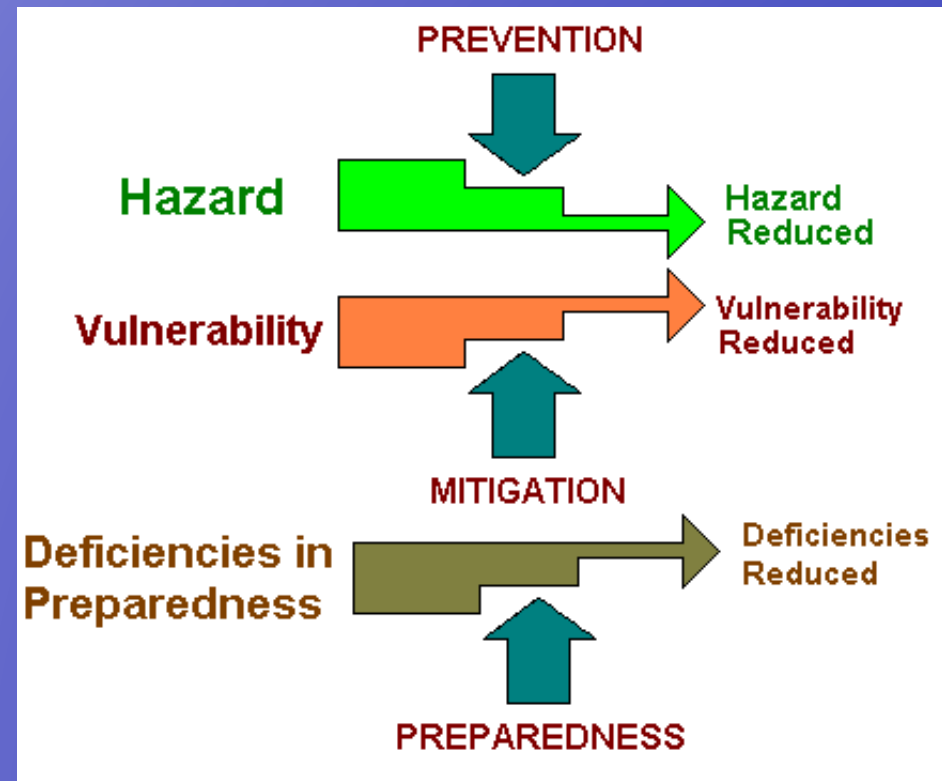 PREVENTION
Hazard
Hazard
Reduced
Vulnerability
Vulnerability
Reduced
MITIGATION
Deficiencies in
Preparedness
Deficiencies
Reduced
PREPAREDNESS